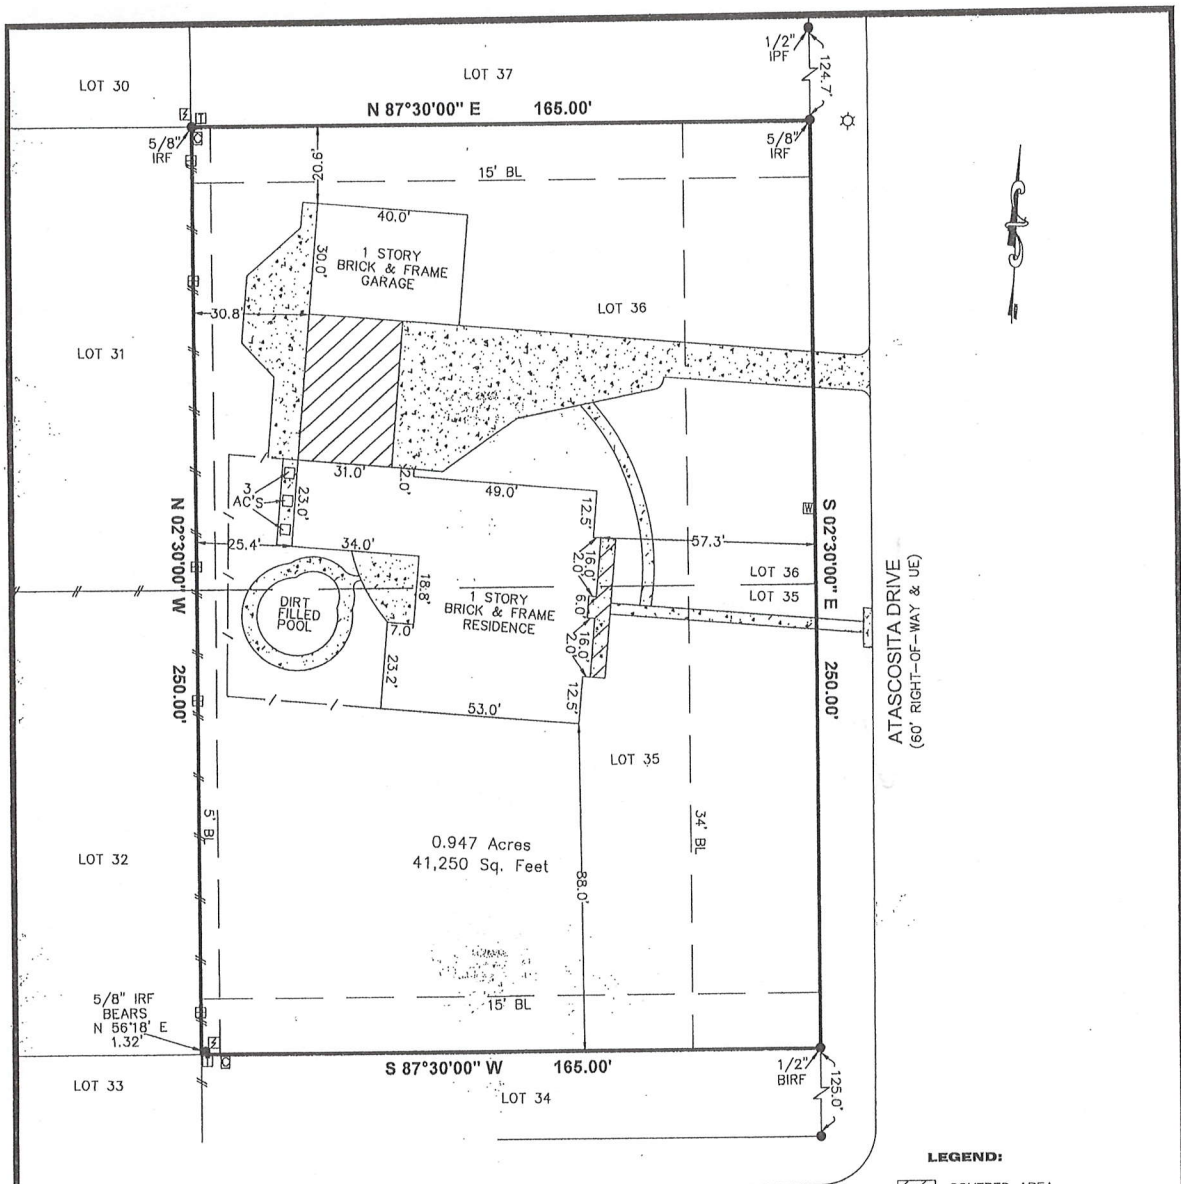 1/2"
IPF
124.7'
LOT 30
LOT 37
N 87°30'00" E 165.00'
5/8"
IRF
5/8"
IRF
15' BL
20.6'
40.0'
30.0'
1 STORY
BRICK & FRAME
GARAGE
30.8'
LOT 36
LOT 31
31.0'
2.0'
3
AC'S
23.0'
49.0'
12.5'
N 02°30'00" W 250.00'
S 02°30'00" E 250.00'
25.4'
34.0'
16.0'
2.0'
57.3'
LOT 36
LOT 35
18.8'
DIRT
FILLED
POOL
1 STORY
BRICK & FRAME
RESIDENCE
6.0'
7.0'
16.0'
2.0'
23.2'
12.5'
53.0'
ATASCOSITA DRIVE
(60' RIGHT-OF-WAY & UE)
W
LOT 35
5' BL
34' BL
0.947 Acres
41,250 Sq. Feet
88.0'
LOT 32
5/8" IRF
BEARS
N 56°18' E
1.32'
15' BL
S 87°30'00" W 165.00'
1/2"
BIRF
125.0'
LOT 33
LOT 34
LEGEND:
COVERED AREA